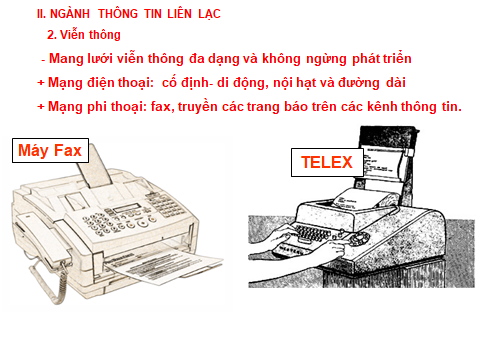 II. NGÀNH THÔNG TIN LIÊN LẠC
2. Viễn thông
- Mang lưới viễn thông đa dạng và không ngừng phát triển
+ Mạng điện thoại: cố định- di động, nội hạt và đường dài
+ Mạng phi thoại: fax, truyền các trang báo trên các kênh thông tin.
Máy Fax
TELEX